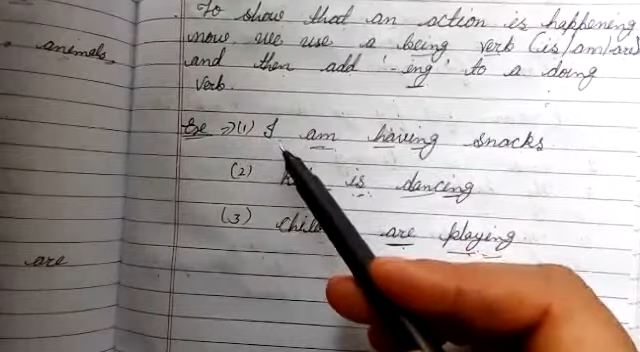 To show that an action is happening
now we use a being verb (is/am/are)
and then add '-ing' to a doing
verb.
Ex ⇒ (1) I am having snacks
(2) is dancing
(3) are playing
animals
are